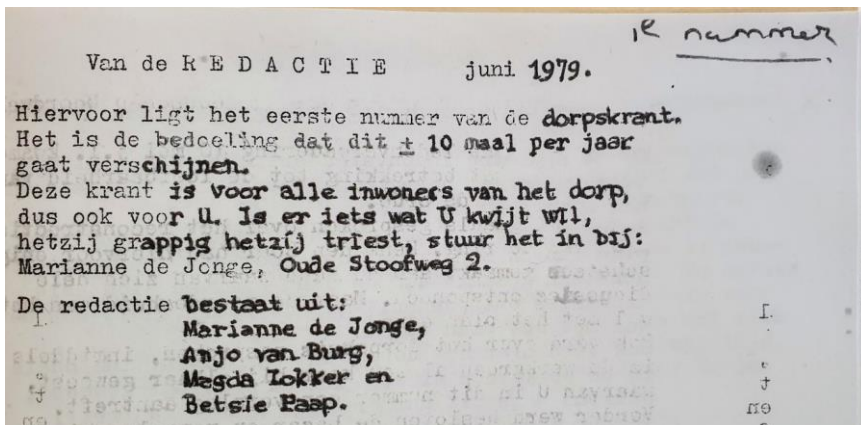 1e nummer
Van de R E D A C T I E juni 1979.
Hiervoor ligt het eerste nummer van de dorpskrant.
Het is de bedoeling dat dit ± 10 maal per jaar
gaat verschijnen.
Deze krant is voor alle inwoners van het dorp,
dus ook voor U. Is er iets wat U kwijt wil,
hetzij grappig hetzij triest, stuur het in bij:
Marianne de Jonge, Oude Stoofweg 2.
De redactie bestaat uit:
Marianne de Jonge,
Anjo van Burg,
Magda Lokker en
Betsie Paap.